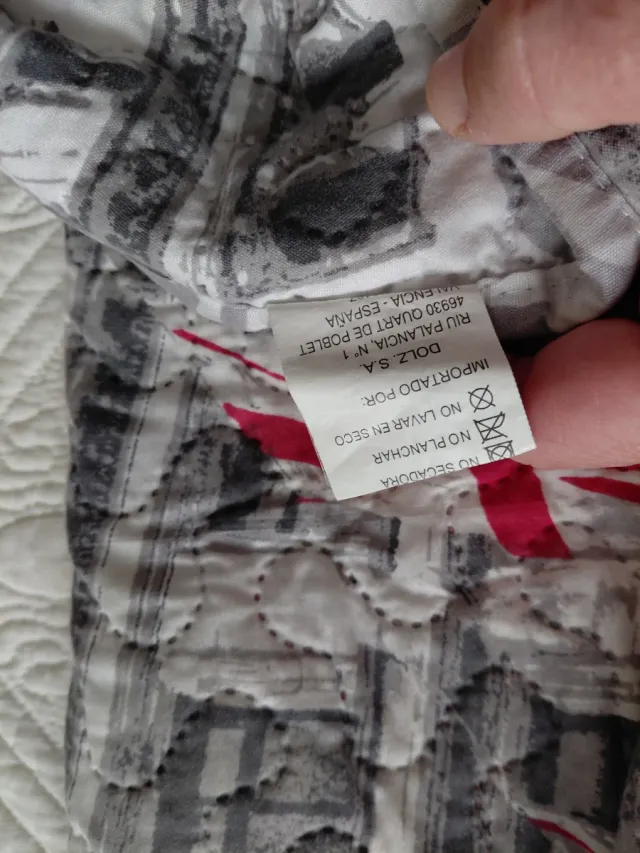 NO SECADORA
NO PLANCHAR
NO LAVAR EN SECO
IMPORTADO POR:
DOLZ. S.A.
RIU PALANCIA, Nº 1
46930 QUART DE POBLET
VALENCIA - ESPAÑA